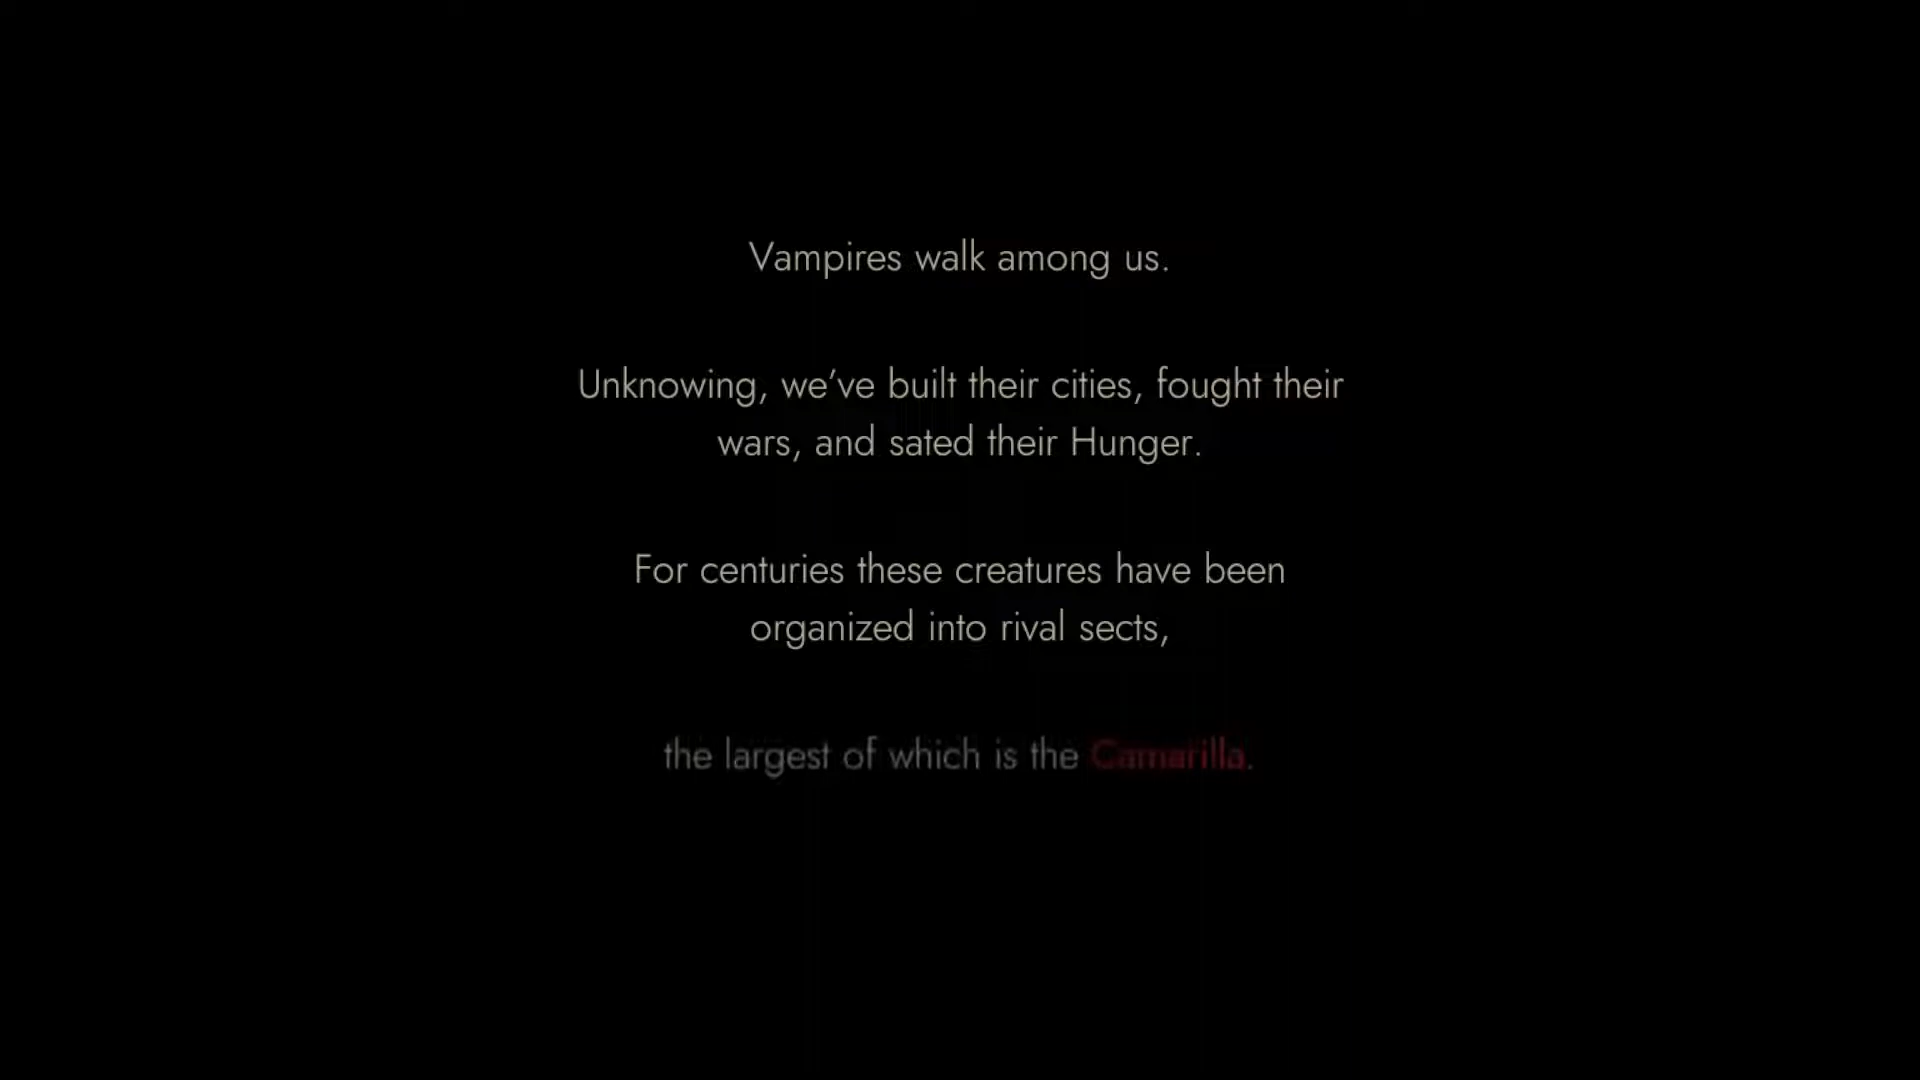 Vampires walk among us.
Unknowing, we’ve built their cities, fought their
wars, and sated their Hunger.
For centuries these creatures have been
organized into rival sects,
the largest of which is the Camarilla.